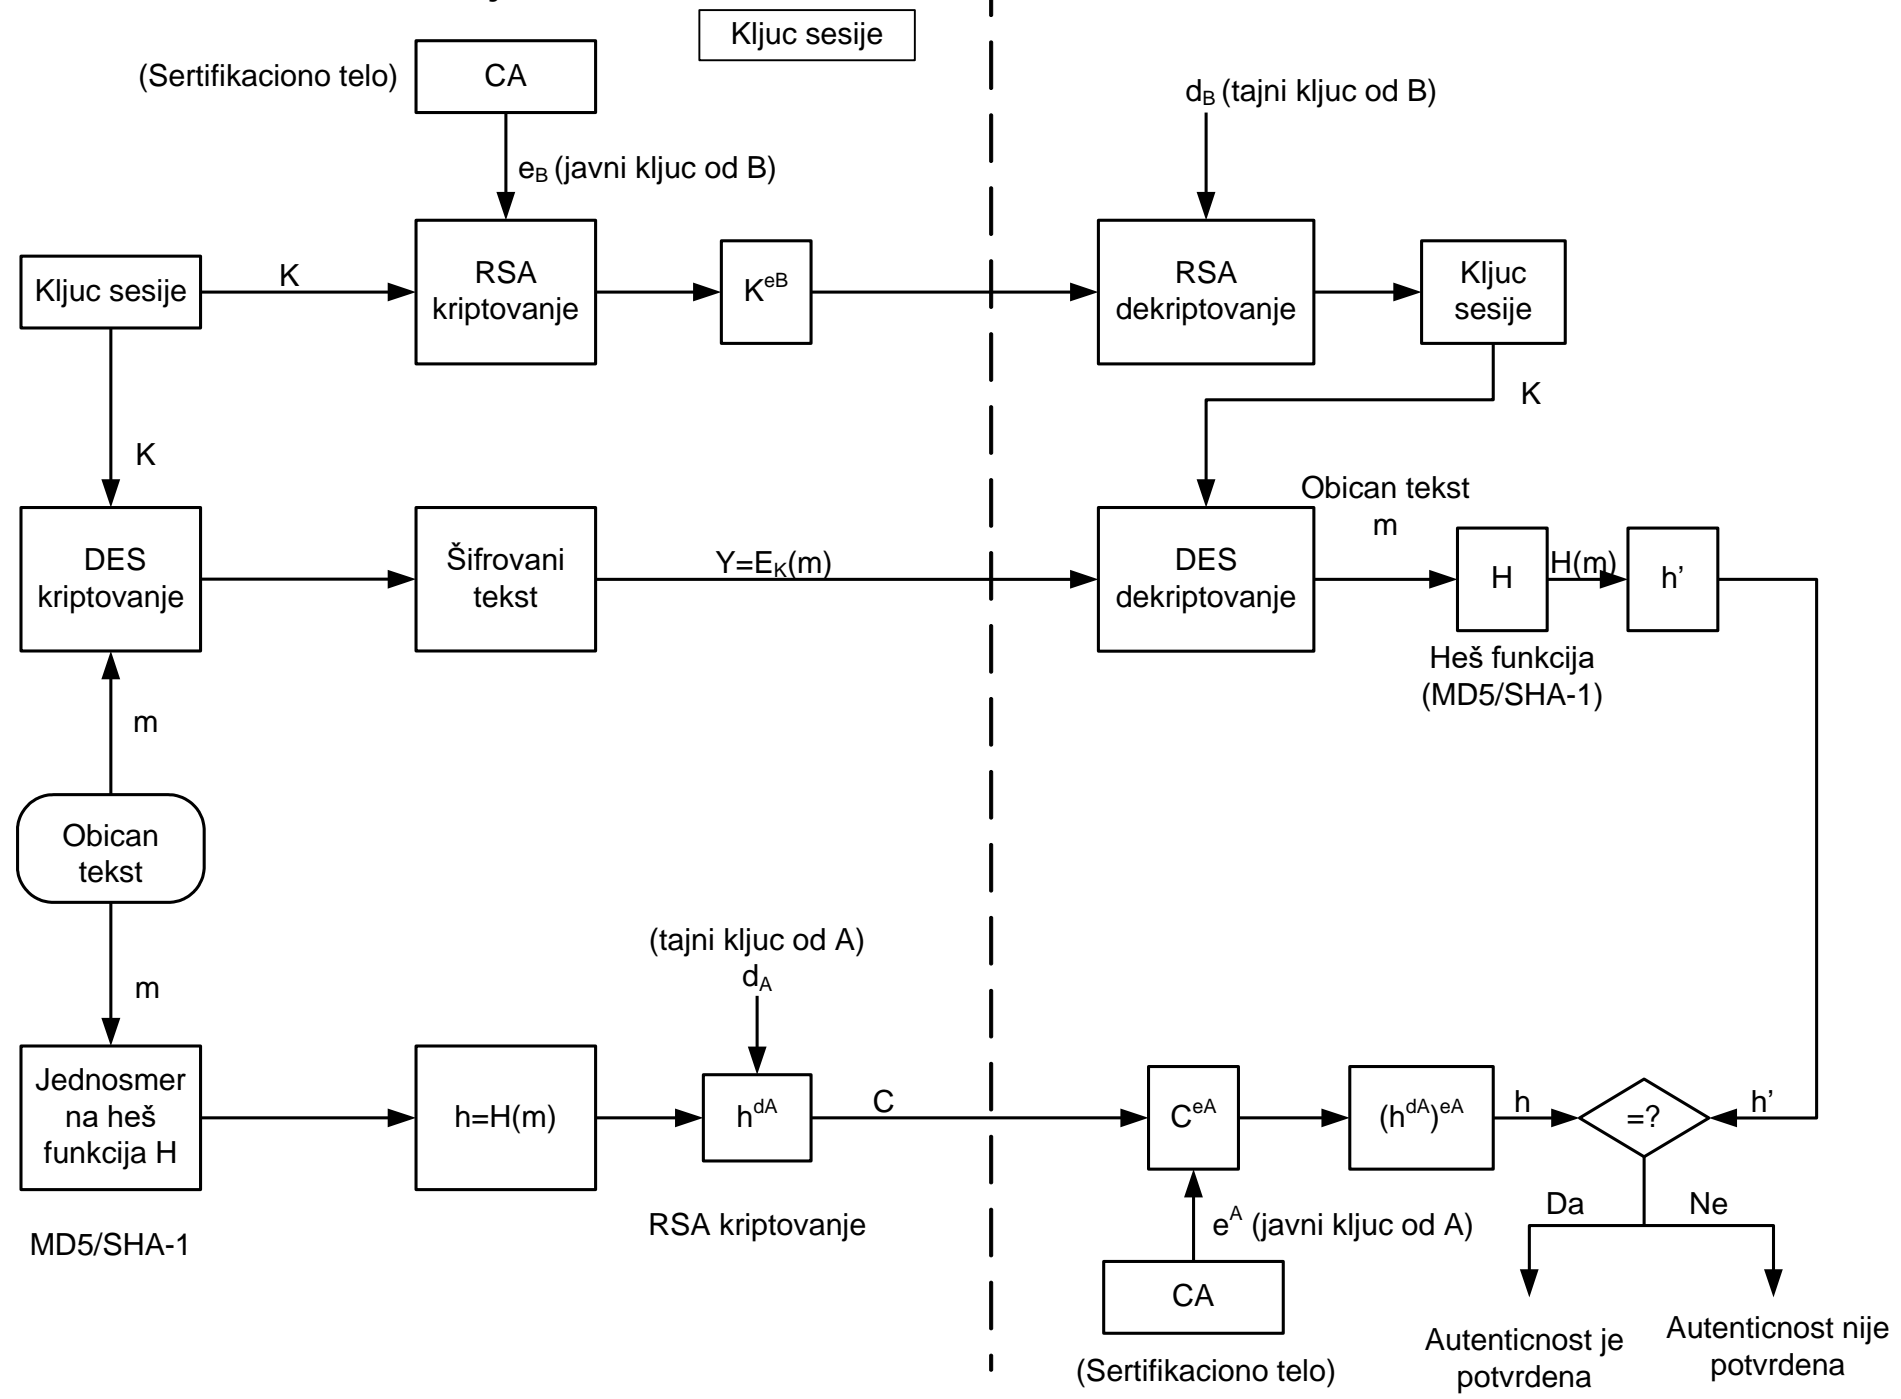 Kljuc sesije
(Sertifikaciono telo)
CA
e_B (javni kljuc od B)
d_B (tajni kljuc od B)
Kljuc sesije
K
RSA
kriptovanje
K^eB
RSA
dekriptovanje
Kljuc
sesije
K
K
DES
kriptovanje
Šifrovani
tekst
Y=E_K(m)
DES
dekriptovanje
Obican tekst
m
H
H(m)
h’
Heš funkcija
(MD5/SHA-1)
m
Obican
tekst
m
(tajni kljuc od A)
d_A
Jednosmer
na heš
funkcija H
MD5/SHA-1
h=H(m)
h^dA
RSA kriptovanje
C
C^eA
(h^dA)^eA
h
=?
h’
e^A (javni kljuc od A)
CA
(Sertifikaciono telo)
Da
Ne
Autenticnost je
potvrdena
Autenticnost nije
potvrdena